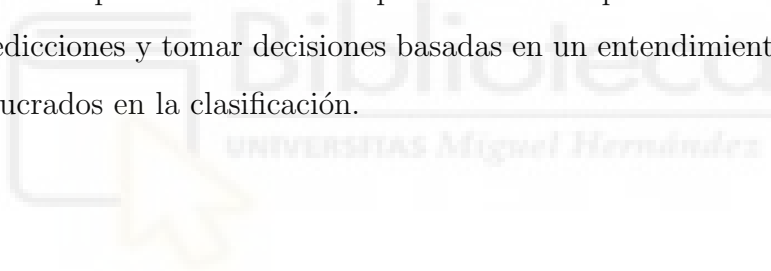 edicciones y tomar decisiones basadas en un entendimient
ucrados en la clasificación.
Biblioteca
UNIVERSITAS Miguel Hernández